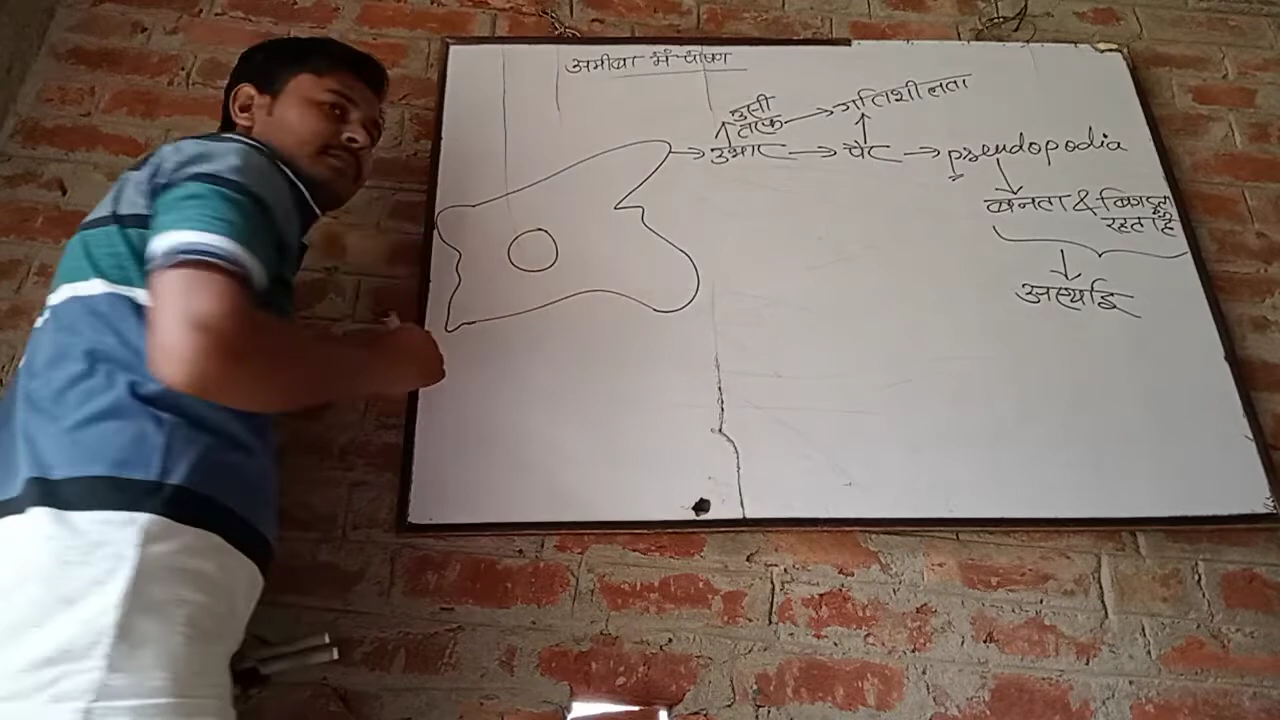 अमीबा में पोषण
उसी
तरफ → गतिशीलता
→ उभार → पैर → pseudopodia
बनता & बिगड़ता
रहता है
अस्थाई